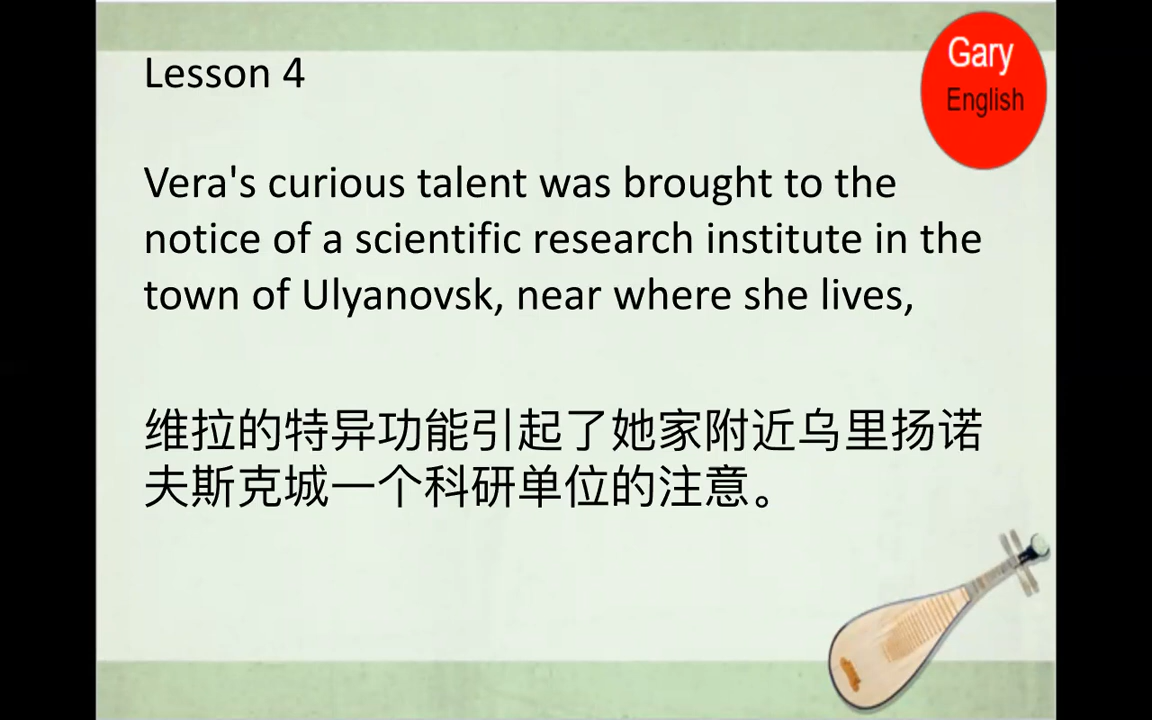 Lesson 4
Gary
English
Vera's curious talent was brought to the
notice of a scientific research institute in the
town of Ulyanovsk, near where she lives,
维拉的特异功能引起了她家附近乌里扬诺
夫斯克城一个科研单位的注意。